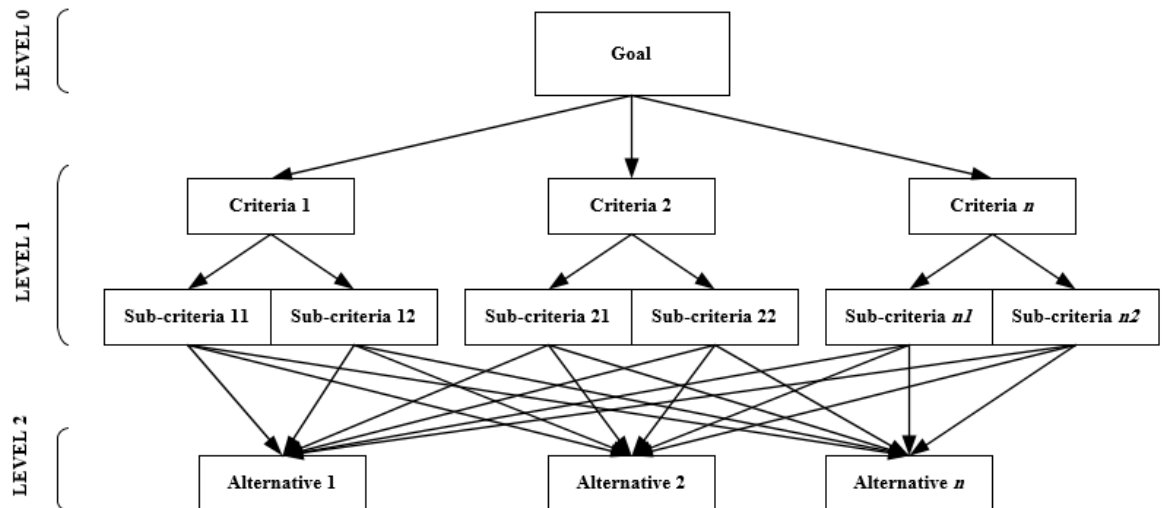 LEVEL 0
Goal
LEVEL 1
Criteria 1
Criteria 2
Criteria n
Sub-criteria 11
Sub-criteria 12
Sub-criteria 21
Sub-criteria 22
Sub-criteria n1
Sub-criteria n2
LEVEL 2
Alternative 1
Alternative 2
Alternative n